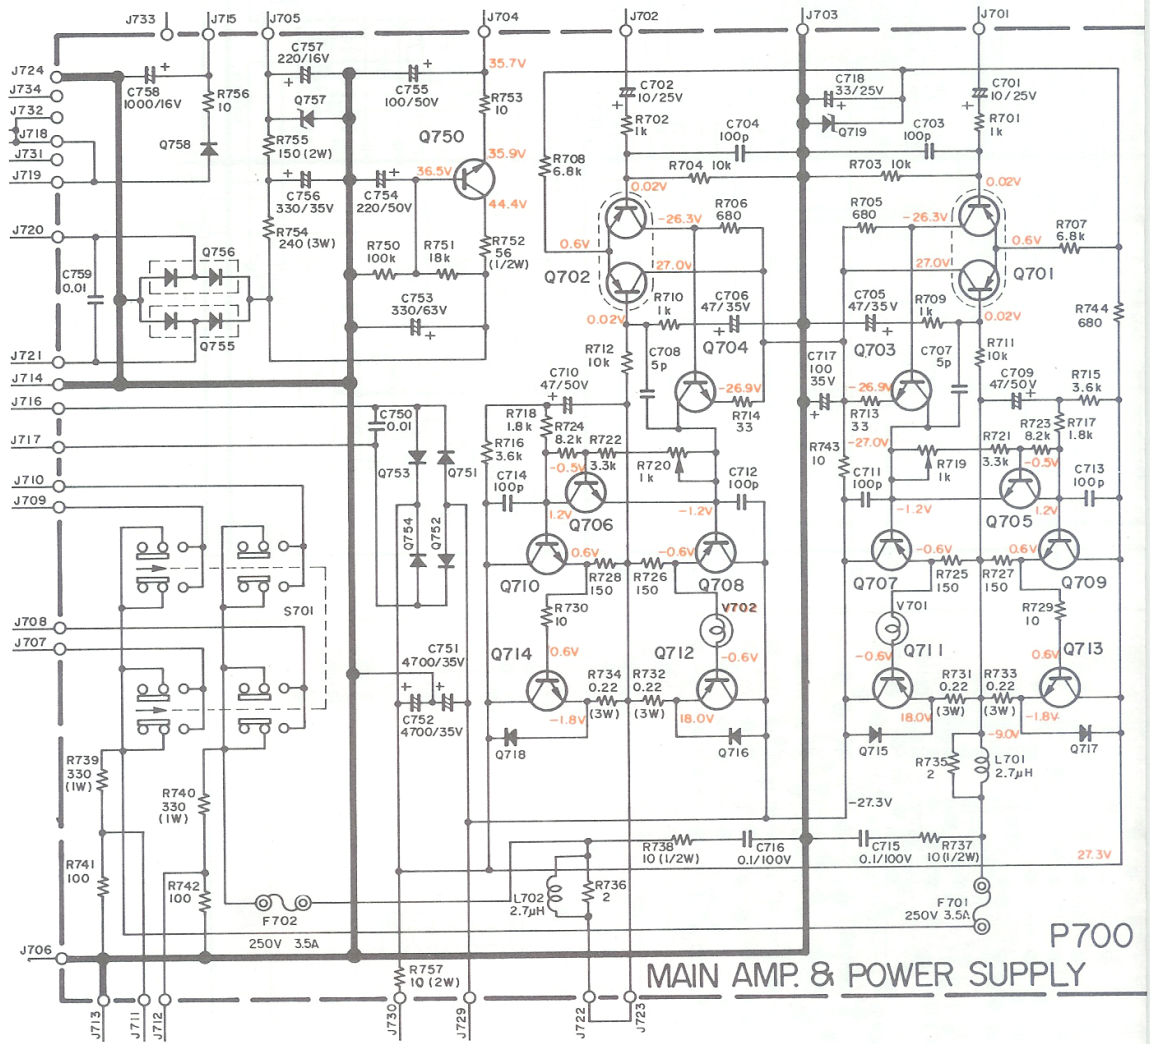 J733
J715
J705
J704
J702
J703
J701
J724
J734
J732
J718
J731
J719
J720
J721
J714
J716
J717
J710
J709
J708
J707
J706
C758
1000/16V
R756
10
Q758
C757
220/16V
Q757
R755
150 (2W)
C756
330/35V
R754
240 (3W)
C755
100/50V
35.7V
R753
10
Q750
35.9V
36.5V
44.4V
C754
220/50V
R750
100k
R751
18k
R752
56
(1/2W)
C753
330/63V
C759
0.01
Q756
Q755
C702
10/25V
R702
1k
C704
100p
R708
6.8k
R704 10k
0.02V
R706
680
-26.3V
0.6V
Q702
27.0V
0.02V
R710
1k
C706
47/35V
Q704
R712
10k
C708
5p
-26.9V
R714
33
C718
33/25V
Q719
C703
100p
C701
10/25V
R701
1k
R703 10k
0.02V
R705
680
-26.3V
R707
6.8k
0.6V
27.0V
Q701
0.02V
C705
47/35V
R709
1k
R744
680
Q703
C707
5p
R711
10k
C717
100
35V
-26.9V
R713
33
-27.0V
C709
47/50V
R715
3.6k
R723
8.2k
R717
1.8k
R743
10
C710
47/50V
R718
1.8k
R716
3.6k
R724
8.2k
R722
3.3k
R720
1k
-0.5V
C714
100p
C712
100p
Q706
1.2V
-1.2V
C711
100p
R719
1k
R721
3.3k
-0.5V
C713
100p
Q705
-1.2V
1.2V
C750
0.01
Q753
Q751
Q754
Q752
0.6V
-0.6V
Q710
R728
150
R726
150
Q708
V702
R730
10
Q707
-0.6V
R725
150
R727
150
0.6V
Q709
V701
R729
10
S701
C751
4700/35V
C752
4700/35V
Q714
0.6V
Q712
-0.6V
R734
0.22
(3W)
R732
0.22
(3W)
-1.8V
18.0V
Q718
Q716
-0.6V
Q711
R731
0.22
(3W)
R733
0.22
(3W)
0.6V
Q713
18.0V
-1.8V
-9.0V
Q715
Q717
R735
2
L701
2.7μH
-27.3V
R739
330
(1W)
R740
330
(1W)
R741
100
R742
100
F702
250V 3.5A
R738
10 (1/2W)
C716
0.1/100V
C715
0.1/100V
R737
10 (1/2W)
27.3V
L702
2.7μH
R736
2
F701
250V 3.5A
R757
10 (2W)
P700
MAIN AMP. & POWER SUPPLY
J713
J711
J712
J730
J729
J722
J723